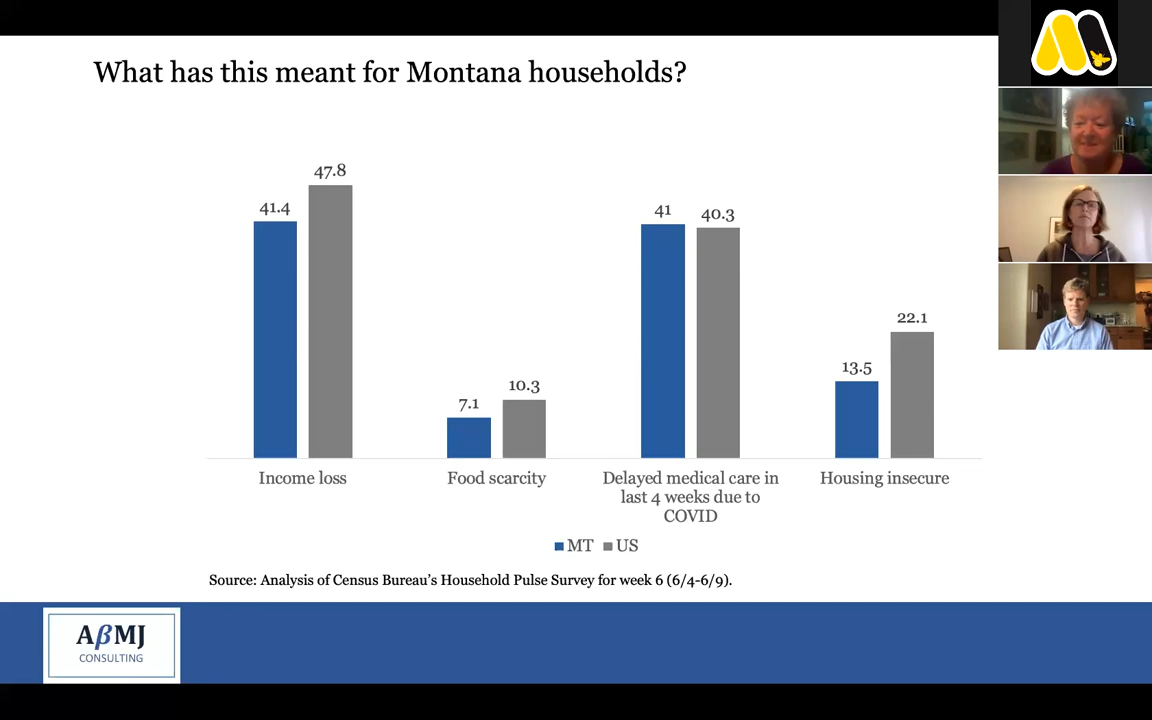 What has this meant for Montana households?
47.8
41.4
41
40.3
22.1
13.5
10.3
7.1
Income loss
Food scarcity
Delayed medical care in
last 4 weeks due to
COVID
Housing insecure
MT US
Source: Analysis of Census Bureau's Household Pulse Survey for week 6 (6/4-6/9).
AβMJ
CONSULTING